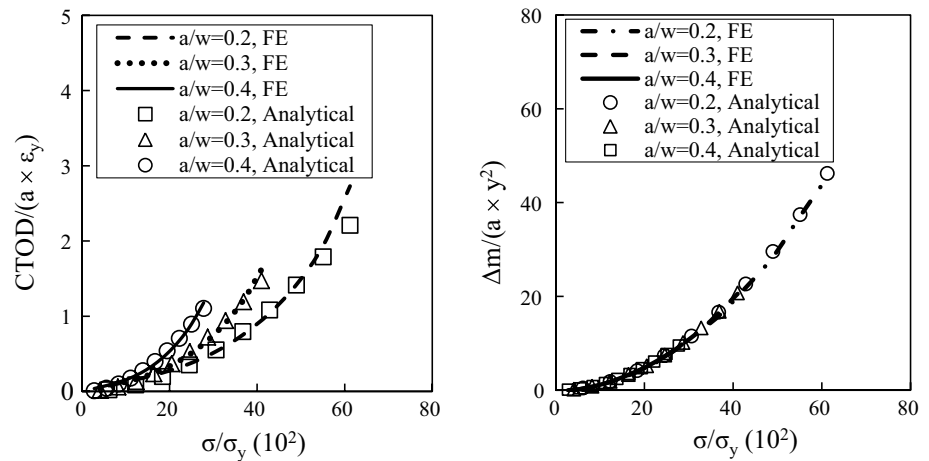 5
4
3
2
1
0
0 20 40 60 80
CTOD/(a × εy)
σ/σy (10²)
a/w=0.2, FE
a/w=0.3, FE
a/w=0.4, FE
a/w=0.2, Analytical
a/w=0.3, Analytical
a/w=0.4, Analytical
80
60
40
20
0
0 20 40 60 80
Δm/(a × y²)
σ/σy (10²)
a/w=0.2, FE
a/w=0.3, FE
a/w=0.4, FE
a/w=0.2, Analytical
a/w=0.3, Analytical
a/w=0.4, Analytical